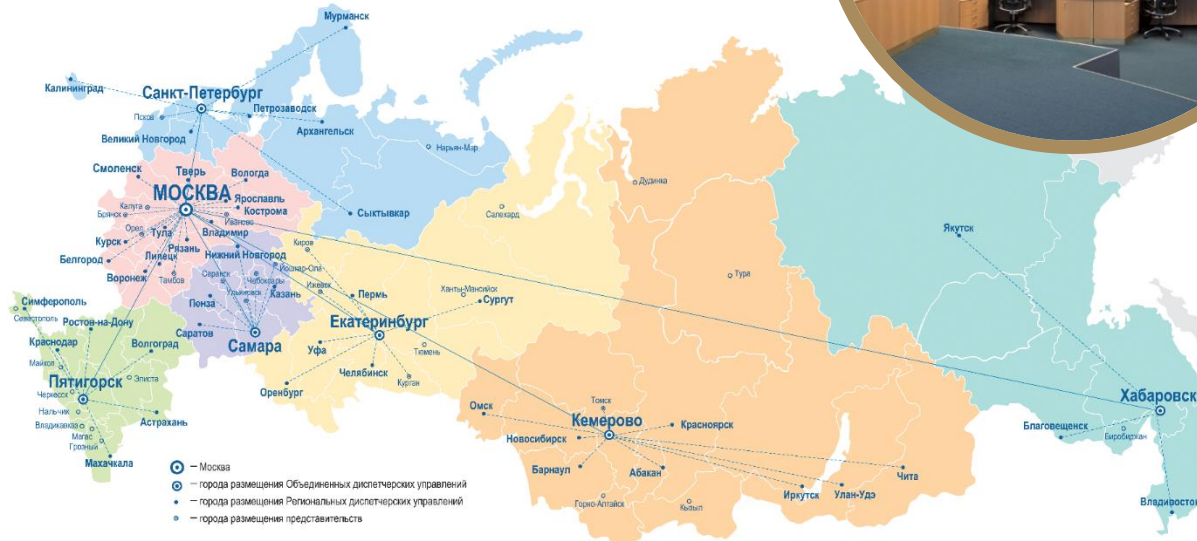 Мурманск
Калининград
Санкт-Петербург
Псков
Петрозаводск
Архангельск
Великий Новгород
Нарьян-Мар
Смоленск
Тверь
Вологда
МОСКВА
Дудинка
Калуга
Ярославль
Брянск
Кострома
Салехард
Сыктывкар
Орел
Иваново
Тула
Владимир
Якутск
Курск
Рязань
Киров
Белгород
Липецк
Нижний Новгород
Йошкар-Ола
Воронеж
Тамбов
Саранск
Чебоксары
Тура
Ижевск
Ханты-Мансийск
Ульяновск
Казань
Пермь
Сургут
Симферополь
Пенза
Севастополь
Ростов-на-Дону
Екатеринбург
Саратов
Краснодар
Волгоград
Самара
Уфа
Тюмень
Майкоп
Челябинск
Элиста
Курган
Пятигорск
Оренбург
Черкесск
Хабаровск
Томск
Нальчик
Омск
Кемерово
Астрахань
Красноярск
Владикавказ
Благовещенск
Биробирхан
Магас
Новосибирск
Грозный
Махачкала
Барнаул
Абакан
Чита
– Москва
Иркутск
Улан-Удэ
– города размещения Объединенных диспетчерских управлений
Горно-Алтайск
Кызыл
Владивосток
– города размещения Региональных диспетчерских управлений
– города размещения представительств